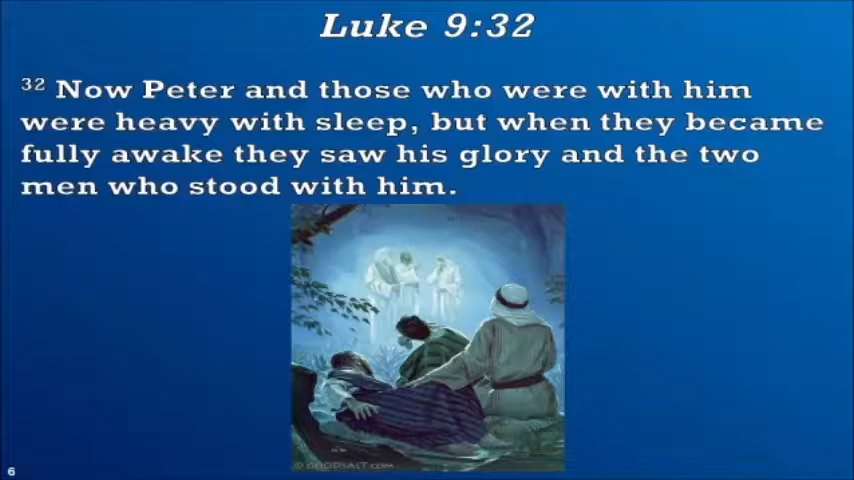 Luke 9:32
32 Now Peter and those who were with him
were heavy with sleep, but when they became
fully awake they saw his glory and the two
men who stood with him.
© GOODSALT.COM
6